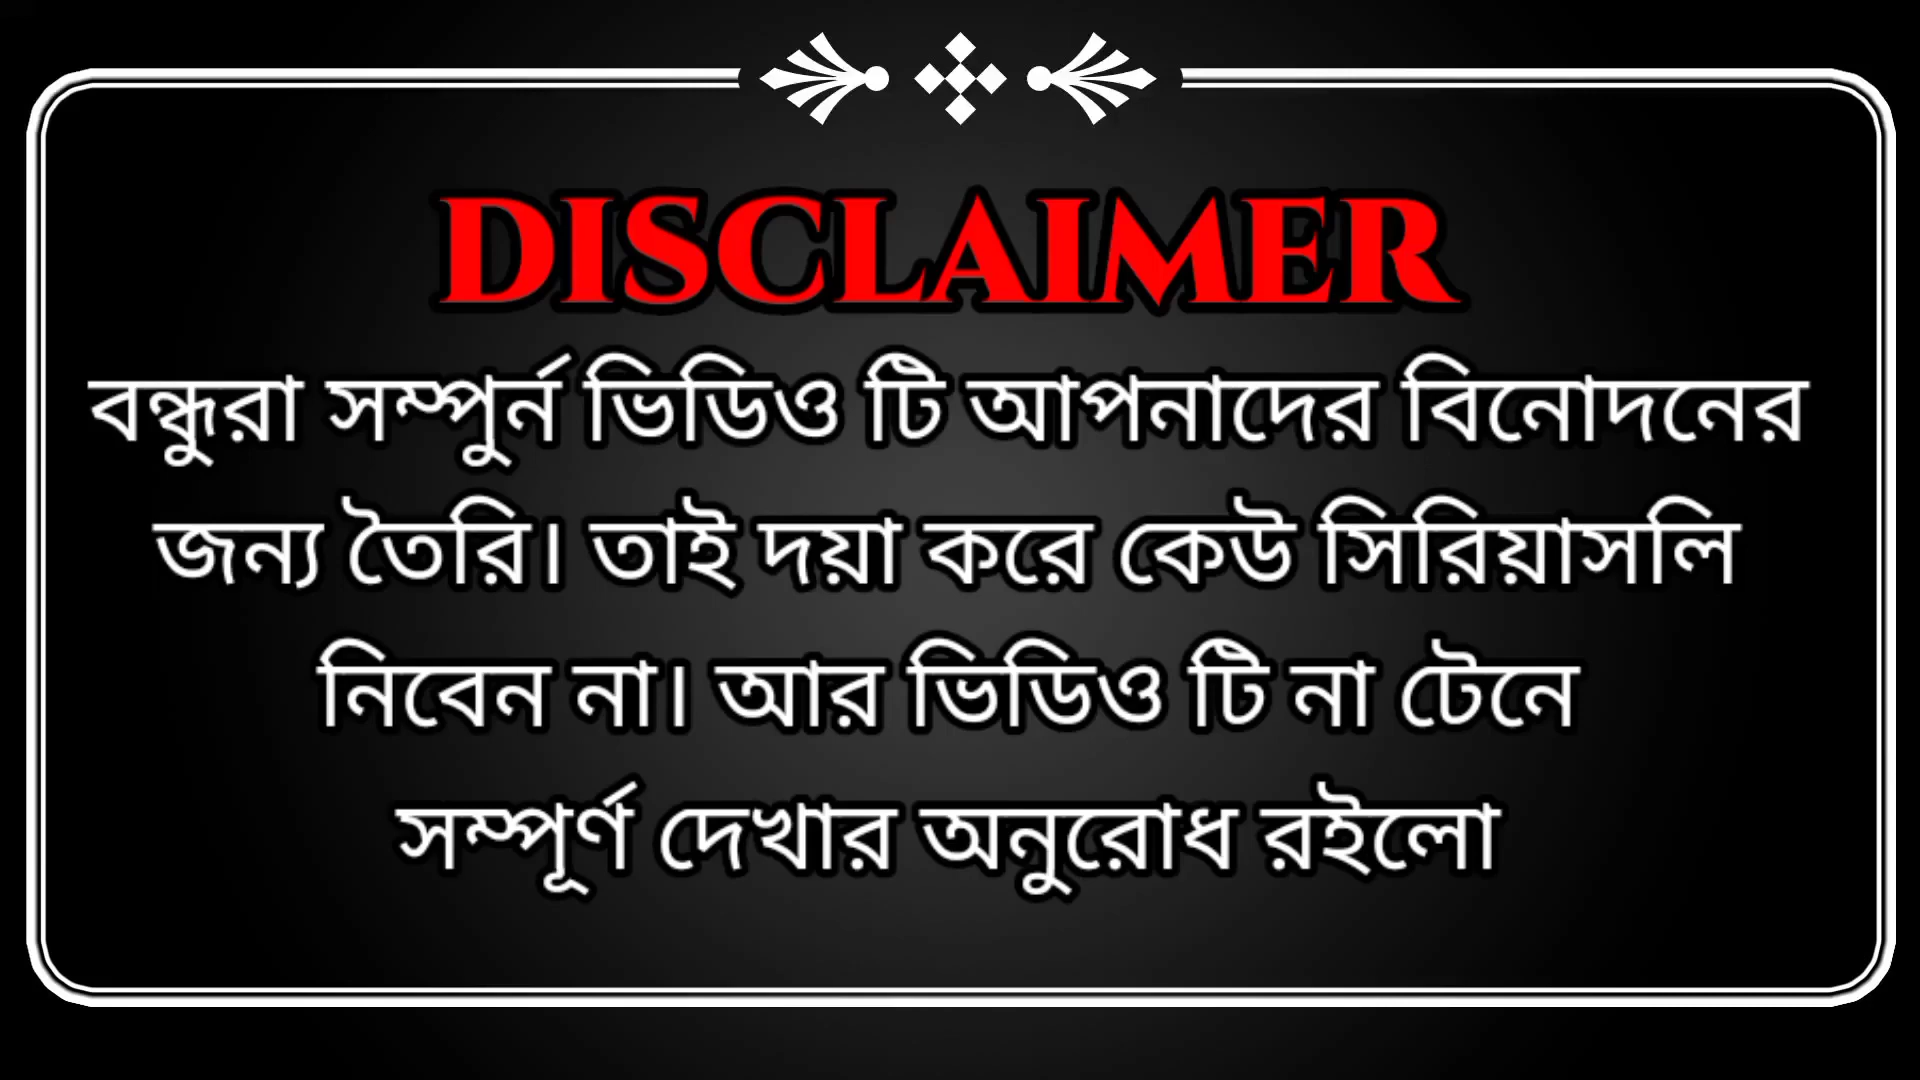 DISCLAIMER
বন্ধুরা সম্পুর্ন ভিডিও টি আপনাদের বিনোদনের
জন্য তৈরি। তাই দয়া করে কেউ সিরিয়াসলি
নিবেন না। আর ভিডিও টি না টেনে
সম্পূর্ণ দেখার অনুরোধ রইলো